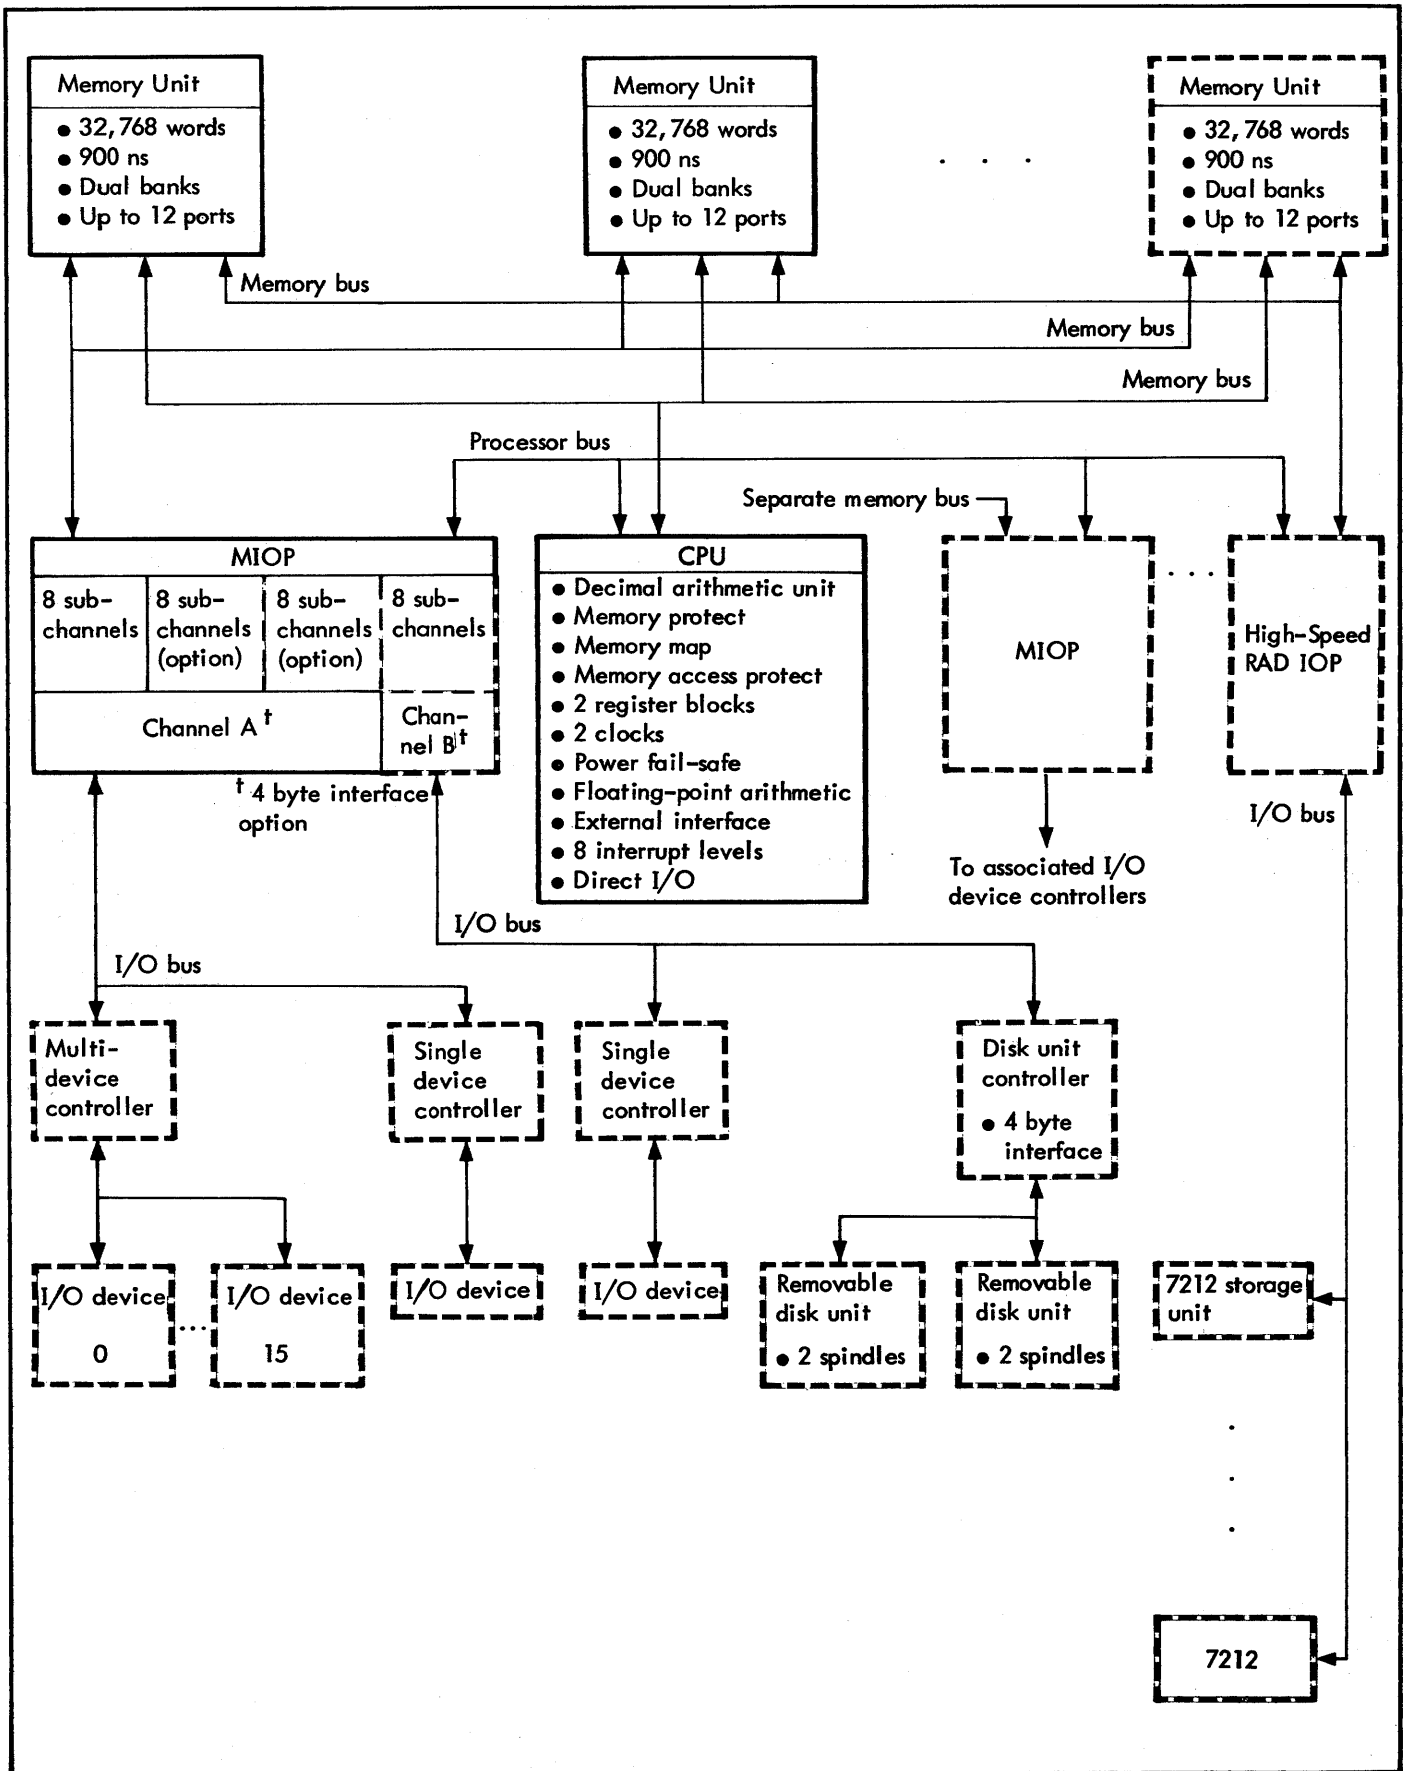 Memory Unit
• 32,768 words
• 900 ns
• Dual banks
• Up to 12 ports
Memory Unit
• 32,768 words
• 900 ns
• Dual banks
• Up to 12 ports
. . .
Memory Unit
• 32,768 words
• 900 ns
• Dual banks
• Up to 12 ports
Memory bus
Memory bus
Memory bus
Processor bus
Separate memory bus
MIOP
8 sub-
channels
8 sub-
channels
(option)
8 sub-
channels
(option)
8 sub-
channels
Channel A †
Chan-
nel B †
† 4 byte interface
option
CPU
• Decimal arithmetic unit
• Memory protect
• Memory map
• Memory access protect
• 2 register blocks
• 2 clocks
• Power fail-safe
• Floating-point arithmetic
• External interface
• 8 interrupt levels
• Direct I/O
MIOP
. . .
High-Speed
RAD IOP
To associated I/O
device controllers
I/O bus
I/O bus
I/O bus
Multi-
device
controller
Single
device
controller
Single
device
controller
Disk unit
controller
• 4 byte
interface
I/O device
0
...
I/O device
15
I/O device
I/O device
Removable
disk unit
• 2 spindles
Removable
disk unit
• 2 spindles
7212 storage
unit
.
.
.
7212